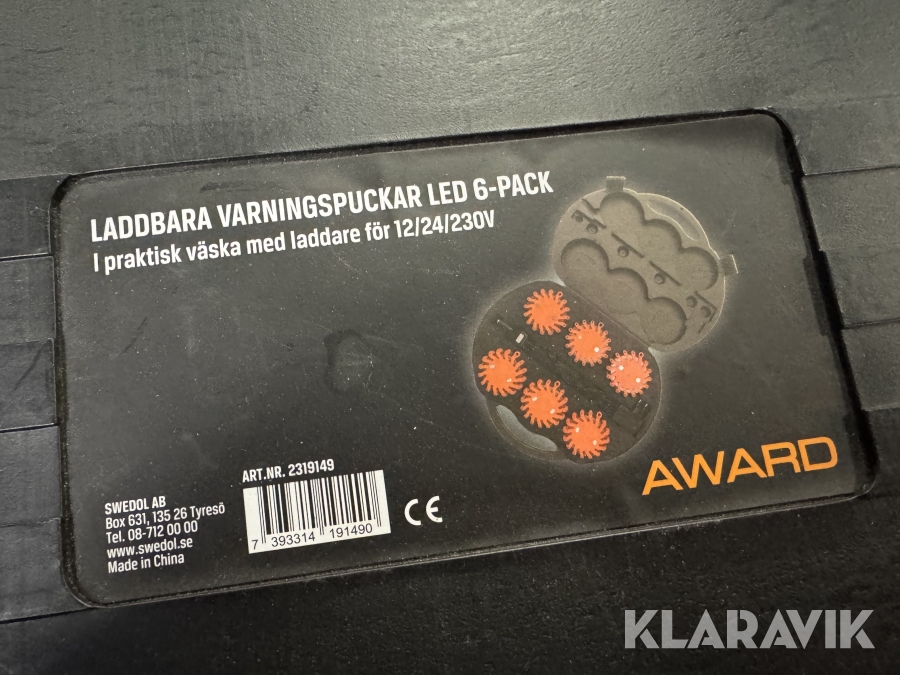 LADDBARA VARNINGSPUCKAR LED 6-PACK
I praktisk väska med laddare för 12/24/230V
AWARD
ART.NR. 2319149
7 393314 191490
CE
SWEDOL AB
Box 631, 135 26 Tyresö
Tel. 08-712 00 00
www.swedol.se
Made in China
KLARAVIK